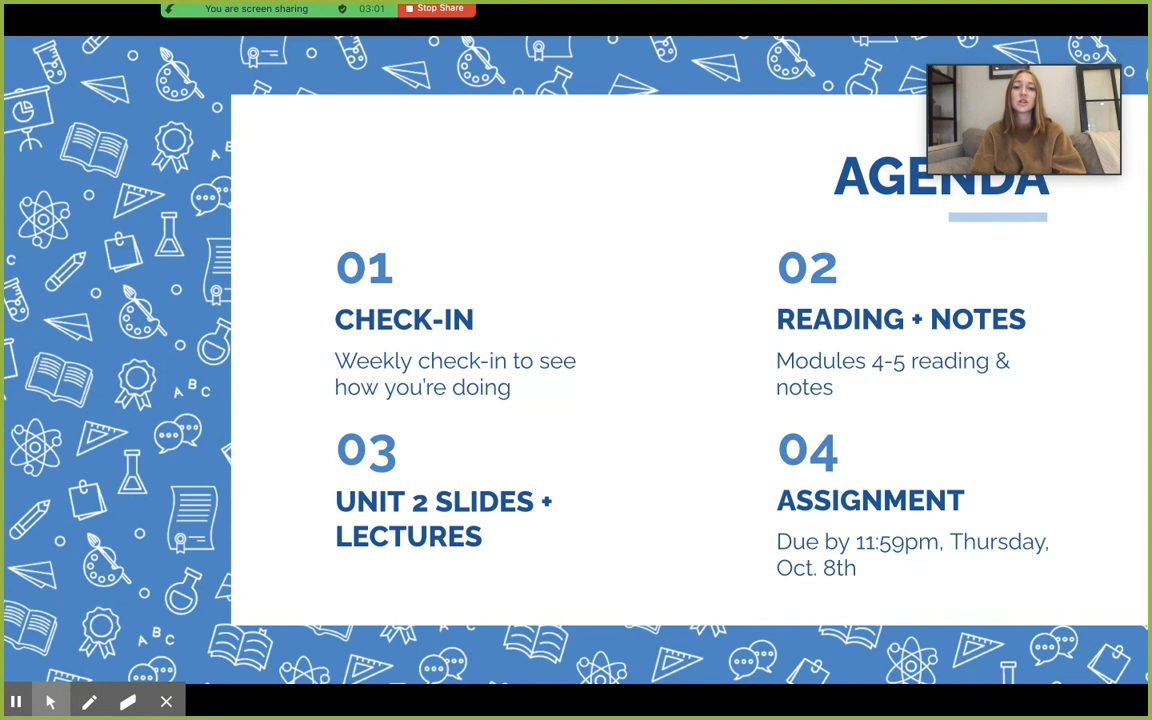 You are screen sharing 03:01 Stop Share
AGENDA
01
CHECK-IN
Weekly check-in to see
how you're doing
02
READING + NOTES
Modules 4-5 reading &
notes
03
UNIT 2 SLIDES +
LECTURES
04
ASSIGNMENT
Due by 11:59pm, Thursday,
Oct. 8th
A B C
A B C
A B C